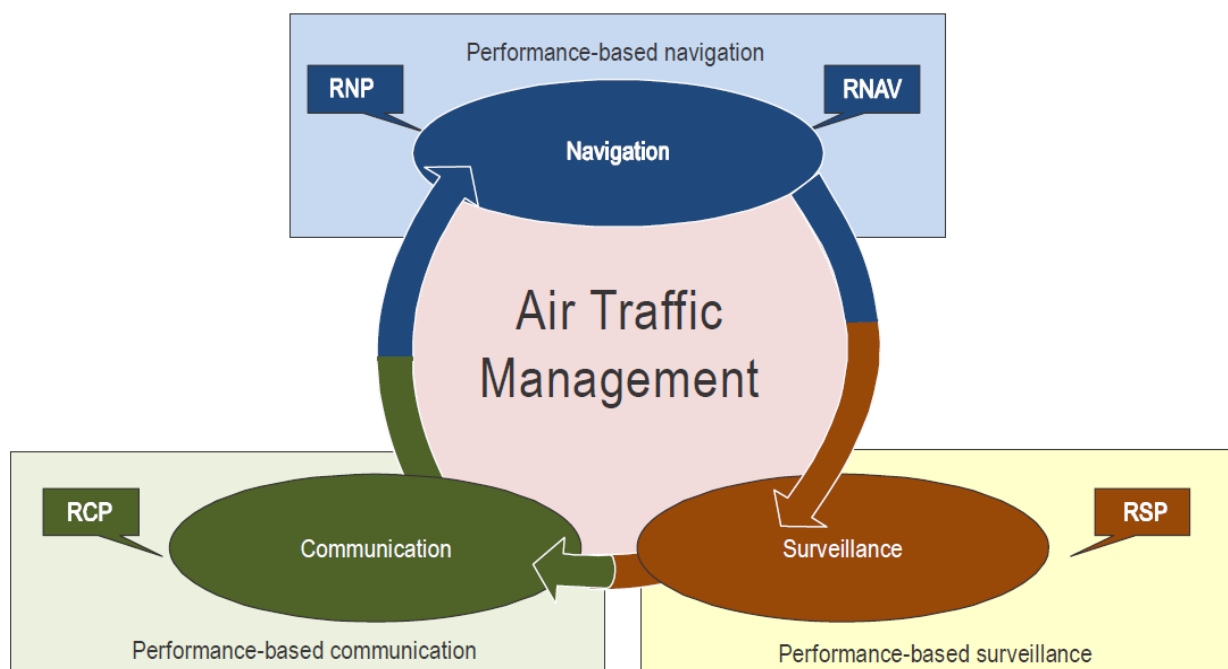 Performance-based navigation
RNP
RNAV
Navigation
Air Traffic
Management
RCP
Communication
Surveillance
RSP
Performance-based communication
Performance-based surveillance